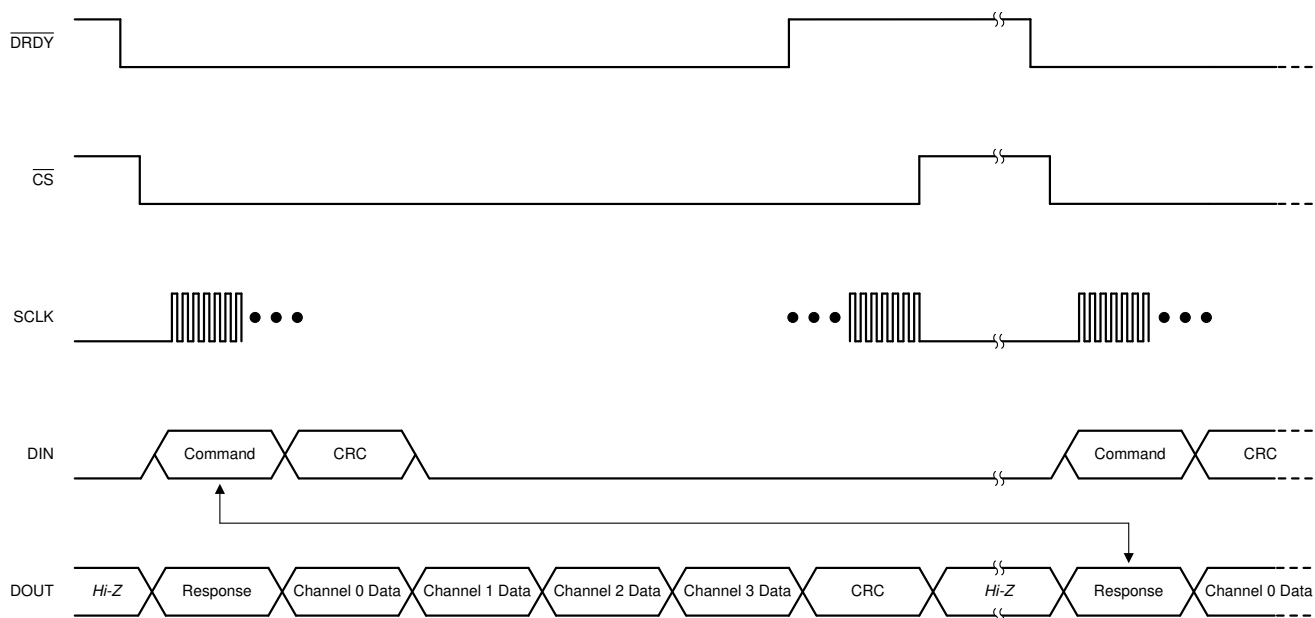 DRDY
CS
SCLK
DIN
Command
CRC
Command
CRC
DOUT
Hi-Z
Response
Channel 0 Data
Channel 1 Data
Channel 2 Data
Channel 3 Data
CRC
Hi-Z
Response
Channel 0 Data